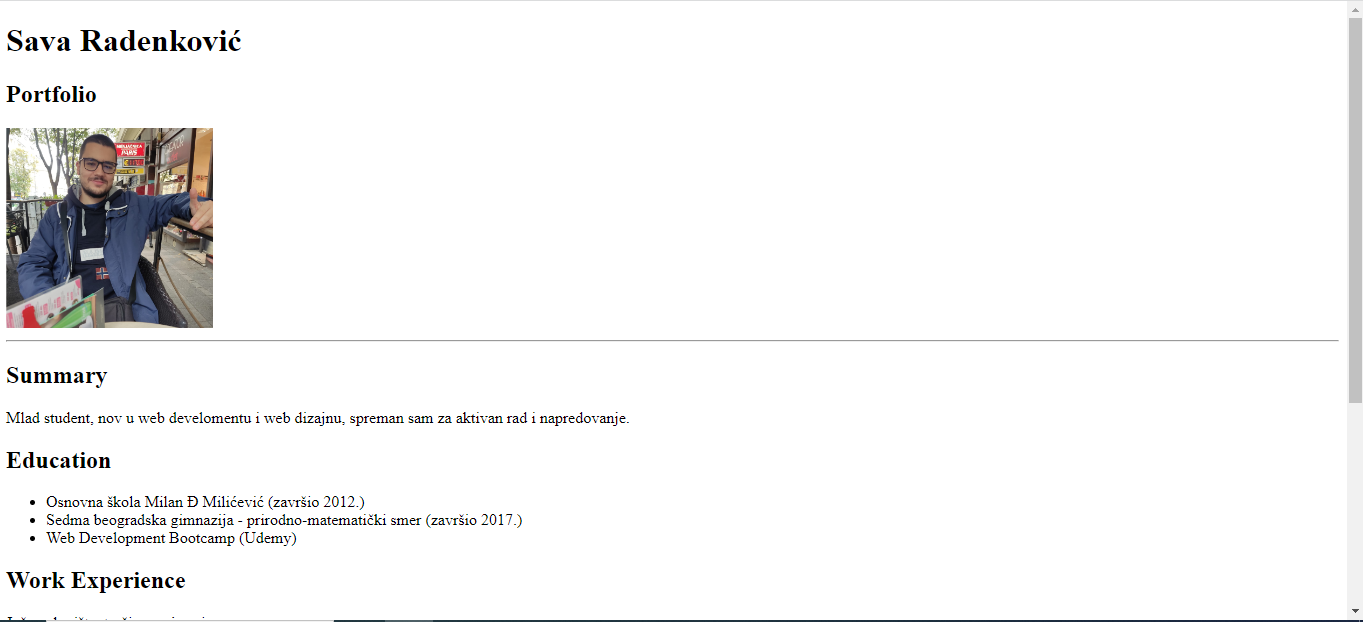 Sava Radenković
Portfolio
PARIS
Summary
Mlad student, nov u web develomentu i web dizajnu, spreman sam za aktivan rad i napredovanje.
Education
Osnovna škola Milan Đ Milićević (završio 2012.)
Sedma beogradska gimnazija - prirodno-matematički smer (završio 2017.)
Web Development Bootcamp (Udemy)
Work Experience